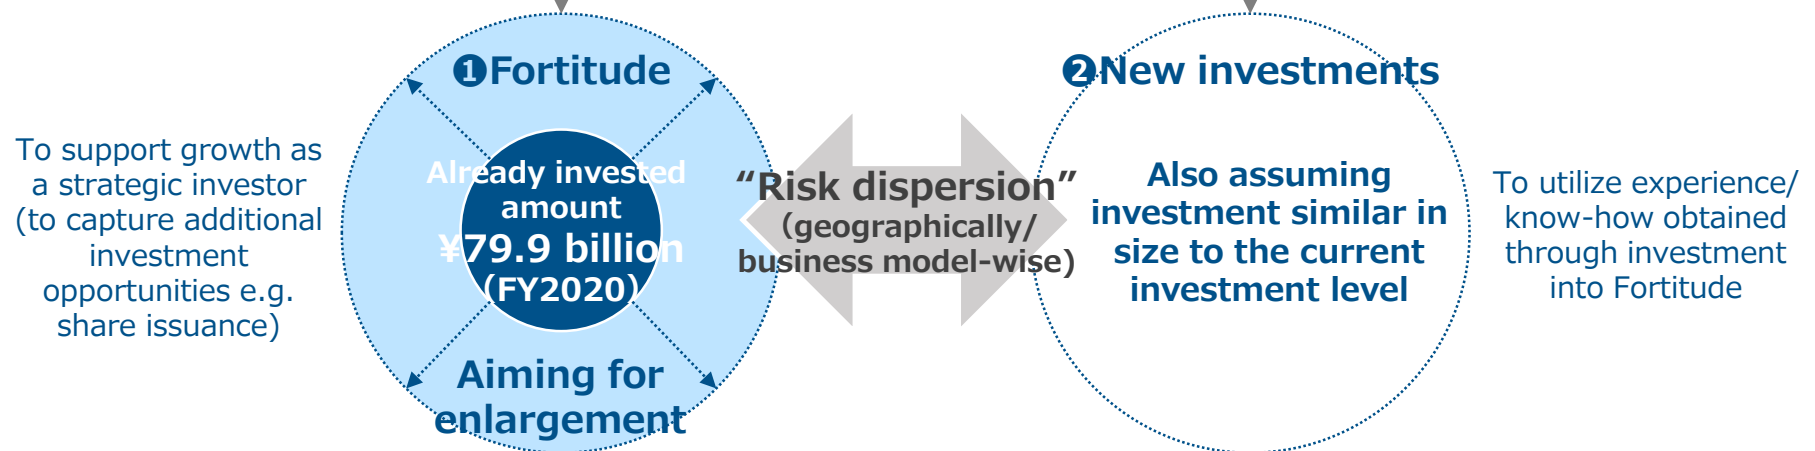 ❶Fortitude
To support growth as
a strategic investor
(to capture additional
investment
opportunities e.g.
share issuance)
Already invested
amount
¥79.9 billion
(FY2020)
Aiming for
enlargement
“Risk dispersion”
(geographically/
business model-wise)
❷New investments
Also assuming
investment similar in
size to the current
investment level
To utilize experience/
know-how obtained
through investment
into Fortitude